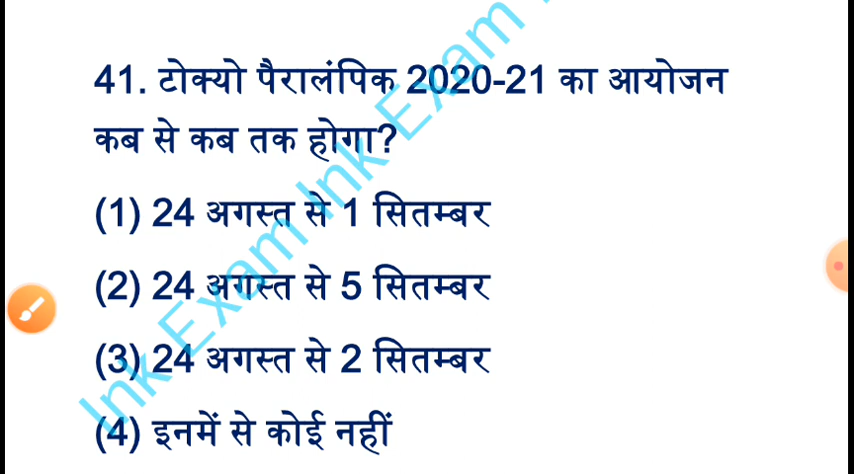 41. टोक्यो पैरालंपिक 2020-21 का आयोजन
कब से कब तक होगा?
(1) 24 अगस्त से 1 सितम्बर
(2) 24 अगस्त से 5 सितम्बर
(3) 24 अगस्त से 2 सितम्बर
(4) इनमें से कोई नहीं
Ink Exam Ink Exam